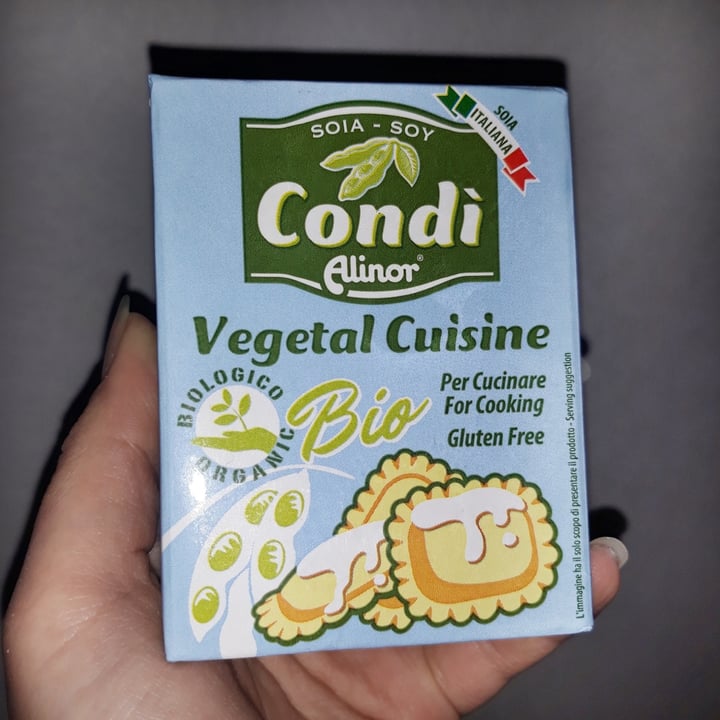 SOIA - SOY
Condì
Alinor®
SOIA
ITALIANA
Vegetal Cuisine
BIOLOGICO
ORGANIC
Bio
Per Cucinare
For Cooking
Gluten Free
L'immagine ha il solo scopo di presentare il prodotto - Serving suggestion